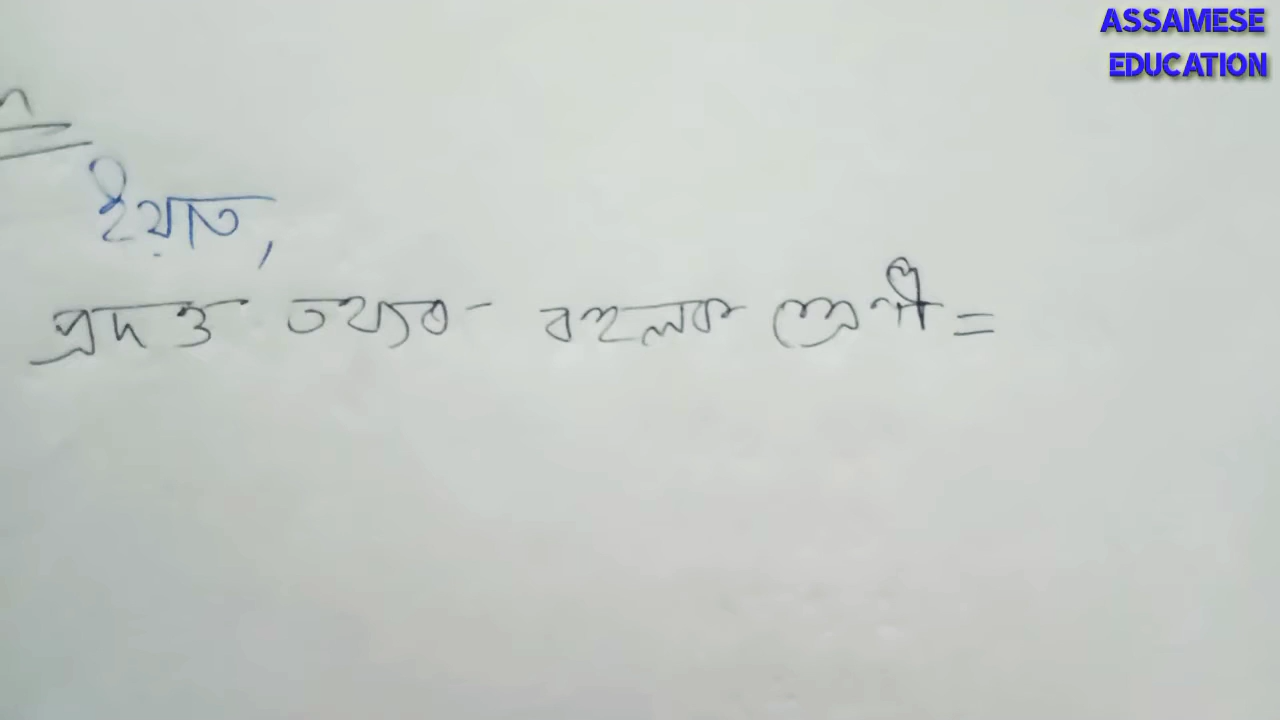 ASSAMESE
EDUCATION
ইয়াত,
প্ৰদত্ত তথ্যৰ বহুলক শ্ৰেণী =